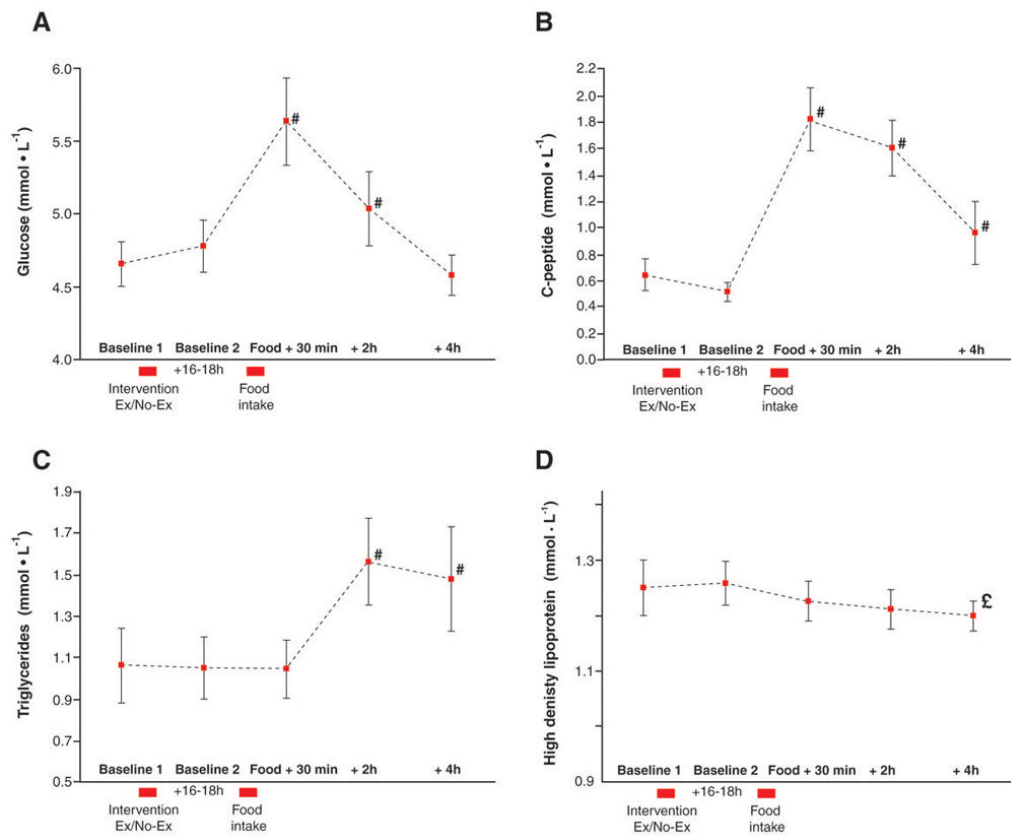 A
Glucose (mmol • L⁻¹)
6.0
5.5
5.0
4.5
4.0
#
#
Baseline 1 Baseline 2 Food + 30 min + 2h + 4h
+16-18h
Intervention
Ex/No-Ex
Food
intake
B
C-peptide (mmol • L⁻¹)
2.2
2.0
1.8
1.6
1.4
1.2
1.0
0.8
0.6
0.4
0.2
0.0
#
#
#
Baseline 1 Baseline 2 Food + 30 min + 2h + 4h
+16-18h
Intervention
Ex/No-Ex
Food
intake
C
Triglycerides (mmol • L⁻¹)
1.9
1.7
1.5
1.3
1.1
0.9
0.7
0.5
#
#
Baseline 1 Baseline 2 Food + 30 min + 2h + 4h
+16-18h
Intervention
Ex/No-Ex
Food
intake
D
High denisty lipoprotein (mmol · L⁻¹)
1.3
1.1
0.9
£
Baseline 1 Baseline 2 Food + 30 min + 2h + 4h
+16-18h
Intervention
Ex/No-Ex
Food
intake